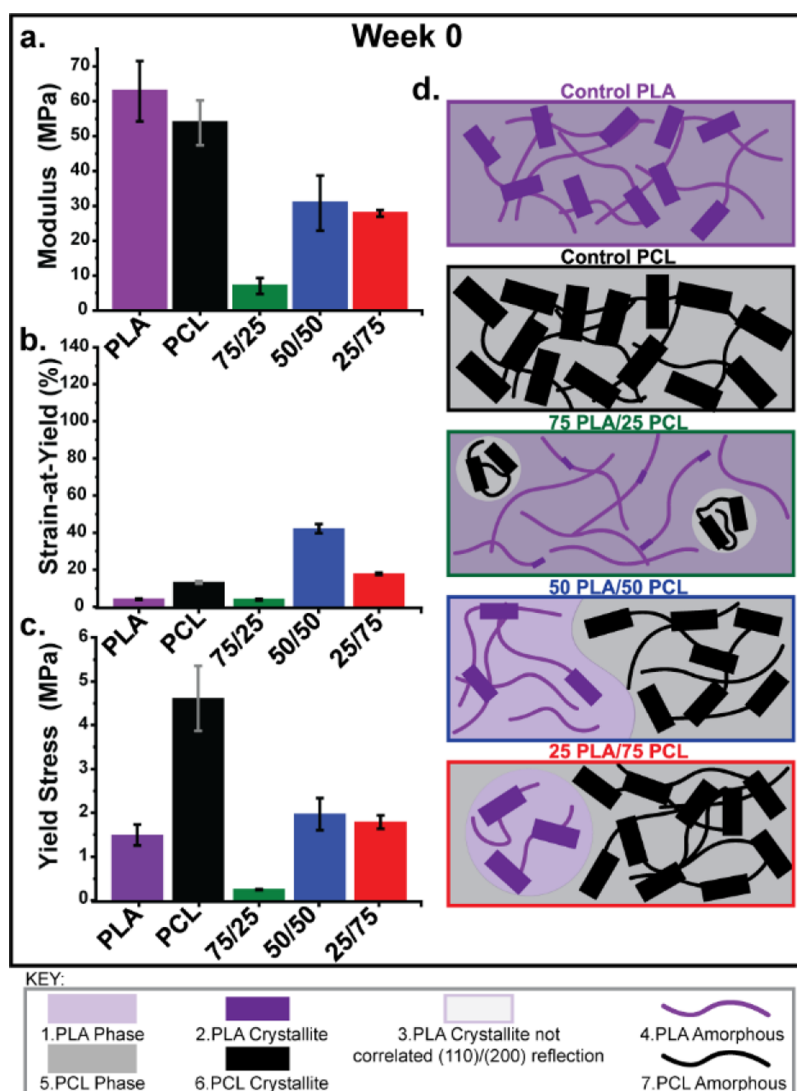 Week 0
a.
Modulus (MPa)
70
60
50
40
30
20
10
0
PLA
PCL
75/25
50/50
25/75
b.
Strain-at-Yield (%)
140
120
100
80
60
40
20
0
PLA
PCL
75/25
50/50
25/75
c.
Yield Stress (MPa)
6
5
4
3
2
1
0
PLA
PCL
75/25
50/50
25/75
d.
Control PLA
Control PCL
75 PLA/25 PCL
50 PLA/50 PCL
25 PLA/75 PCL
KEY:
1.PLA Phase
2.PLA Crystallite
3.PLA Crystallite not
correlated (110)/(200) reflection
4.PLA Amorphous
5.PCL Phase
6.PCL Crystallite
7.PCL Amorphous